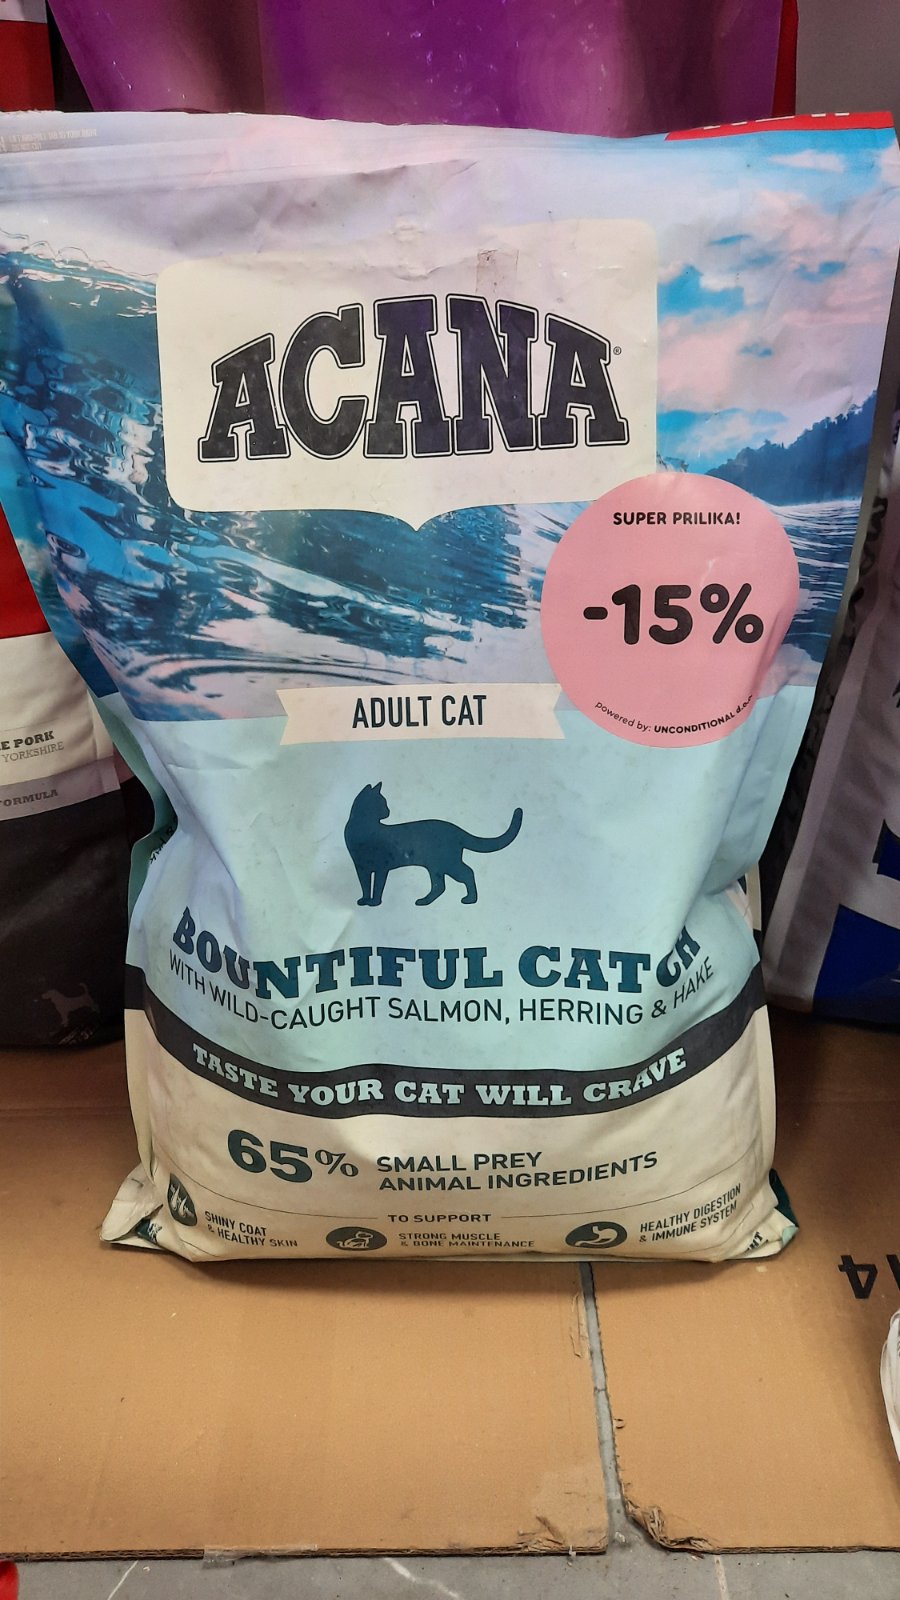 ACANA®
SUPER PRILIKA!
-15%
powered by: UNCONDITIONAL d.o.o.
ADULT CAT
E PORK
YORKSHIRE
FORMULA
BOUNTIFUL CATCH
WITH WILD-CAUGHT SALMON, HERRING & HAKE
TASTE YOUR CAT WILL CRAVE
65% SMALL PREY
ANIMAL INGREDIENTS
TO SUPPORT
SHINY COAT
& HEALTHY SKIN
STRONG MUSCLE
& BONE MAINTENANCE
HEALTHY DIGESTION
& IMMUNE SYSTEM